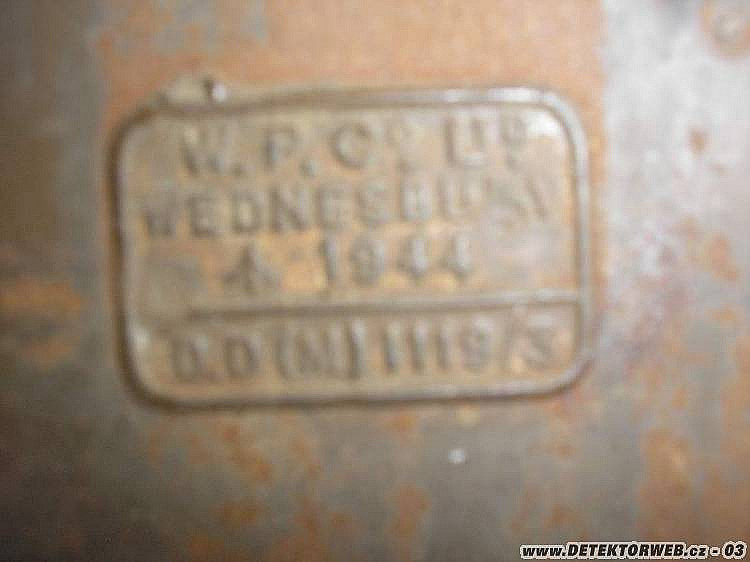 W.P. Co Ltd
WEDNESBURY
1944
D.D (M) 1119/3
www.DETEKTORWEB.cz - 03